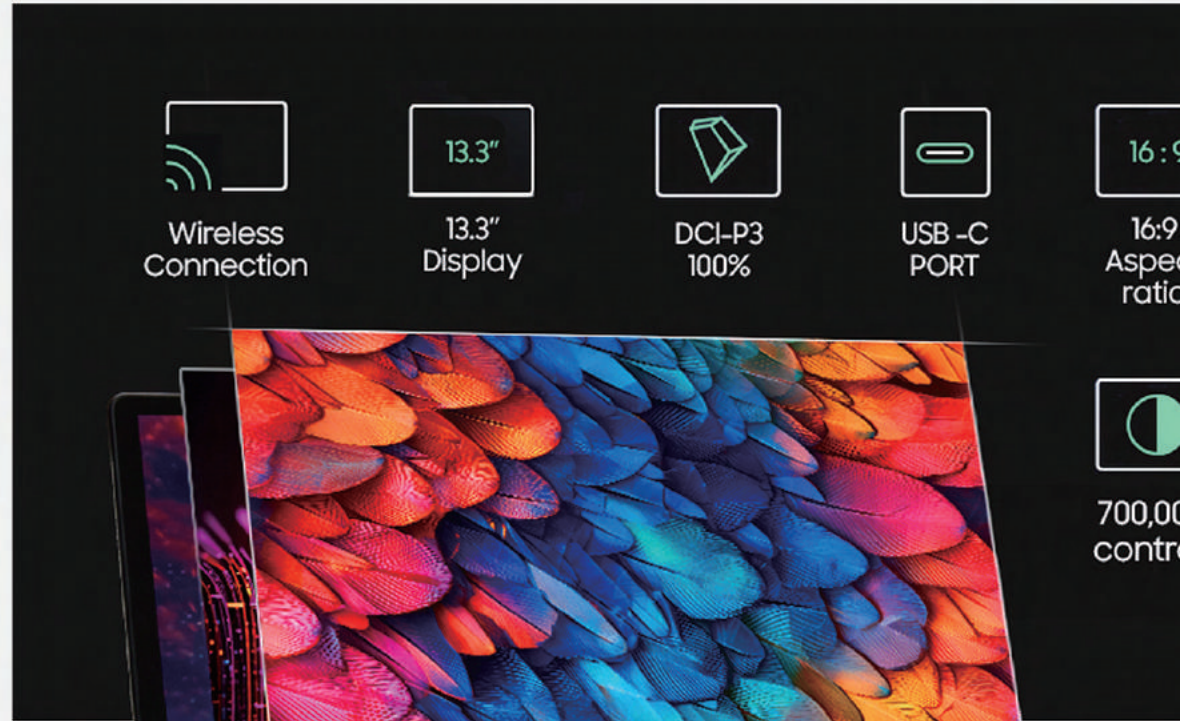 13.3″
16:9
Wireless
Connection
13.3″
Display
DCI-P3
100%
USB -C
PORT
16:9